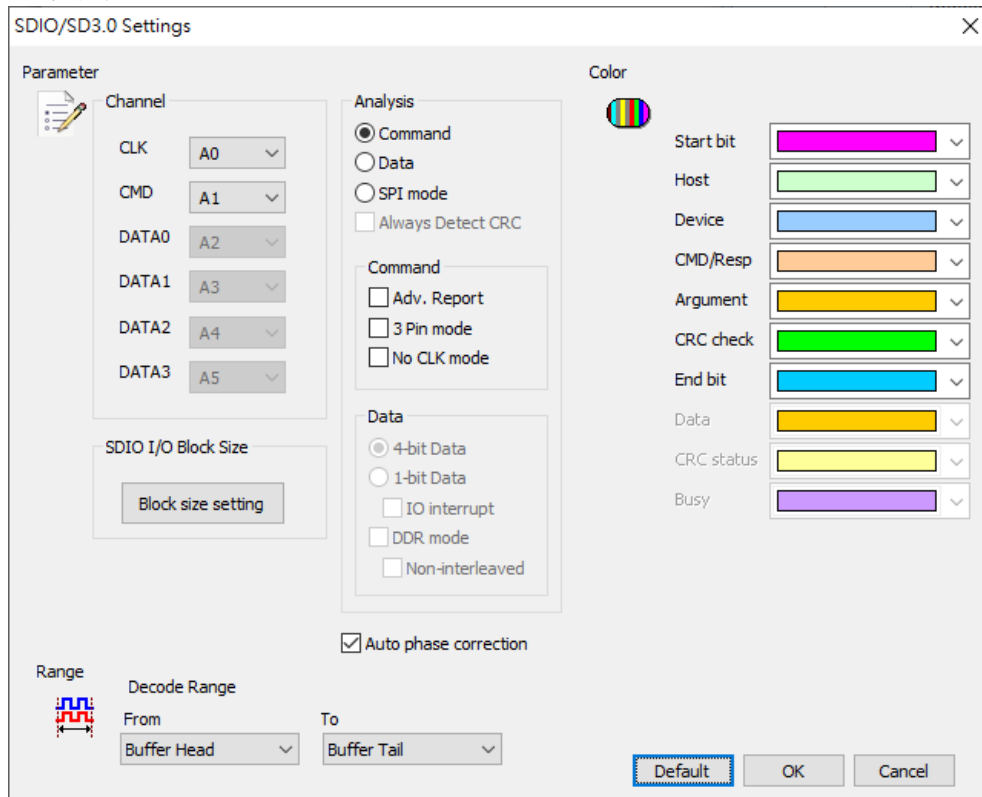 SDIO/SD3.0 Settings
Parameter
Channel
CLK
A0
CMD
A1
DATA0
A2
DATA1
A3
DATA2
A4
DATA3
A5
SDIO I/O Block Size
Block size setting
Analysis
Command
Data
SPI mode
Always Detect CRC
Command
Adv. Report
3 Pin mode
No CLK mode
Data
4-bit Data
1-bit Data
IO interrupt
DDR mode
Non-interleaved
Auto phase correction
Color
Start bit
Host
Device
CMD/Resp
Argument
CRC check
End bit
Data
CRC status
Busy
Range
Decode Range
From
To
Buffer Head
Buffer Tail
Default
OK
Cancel